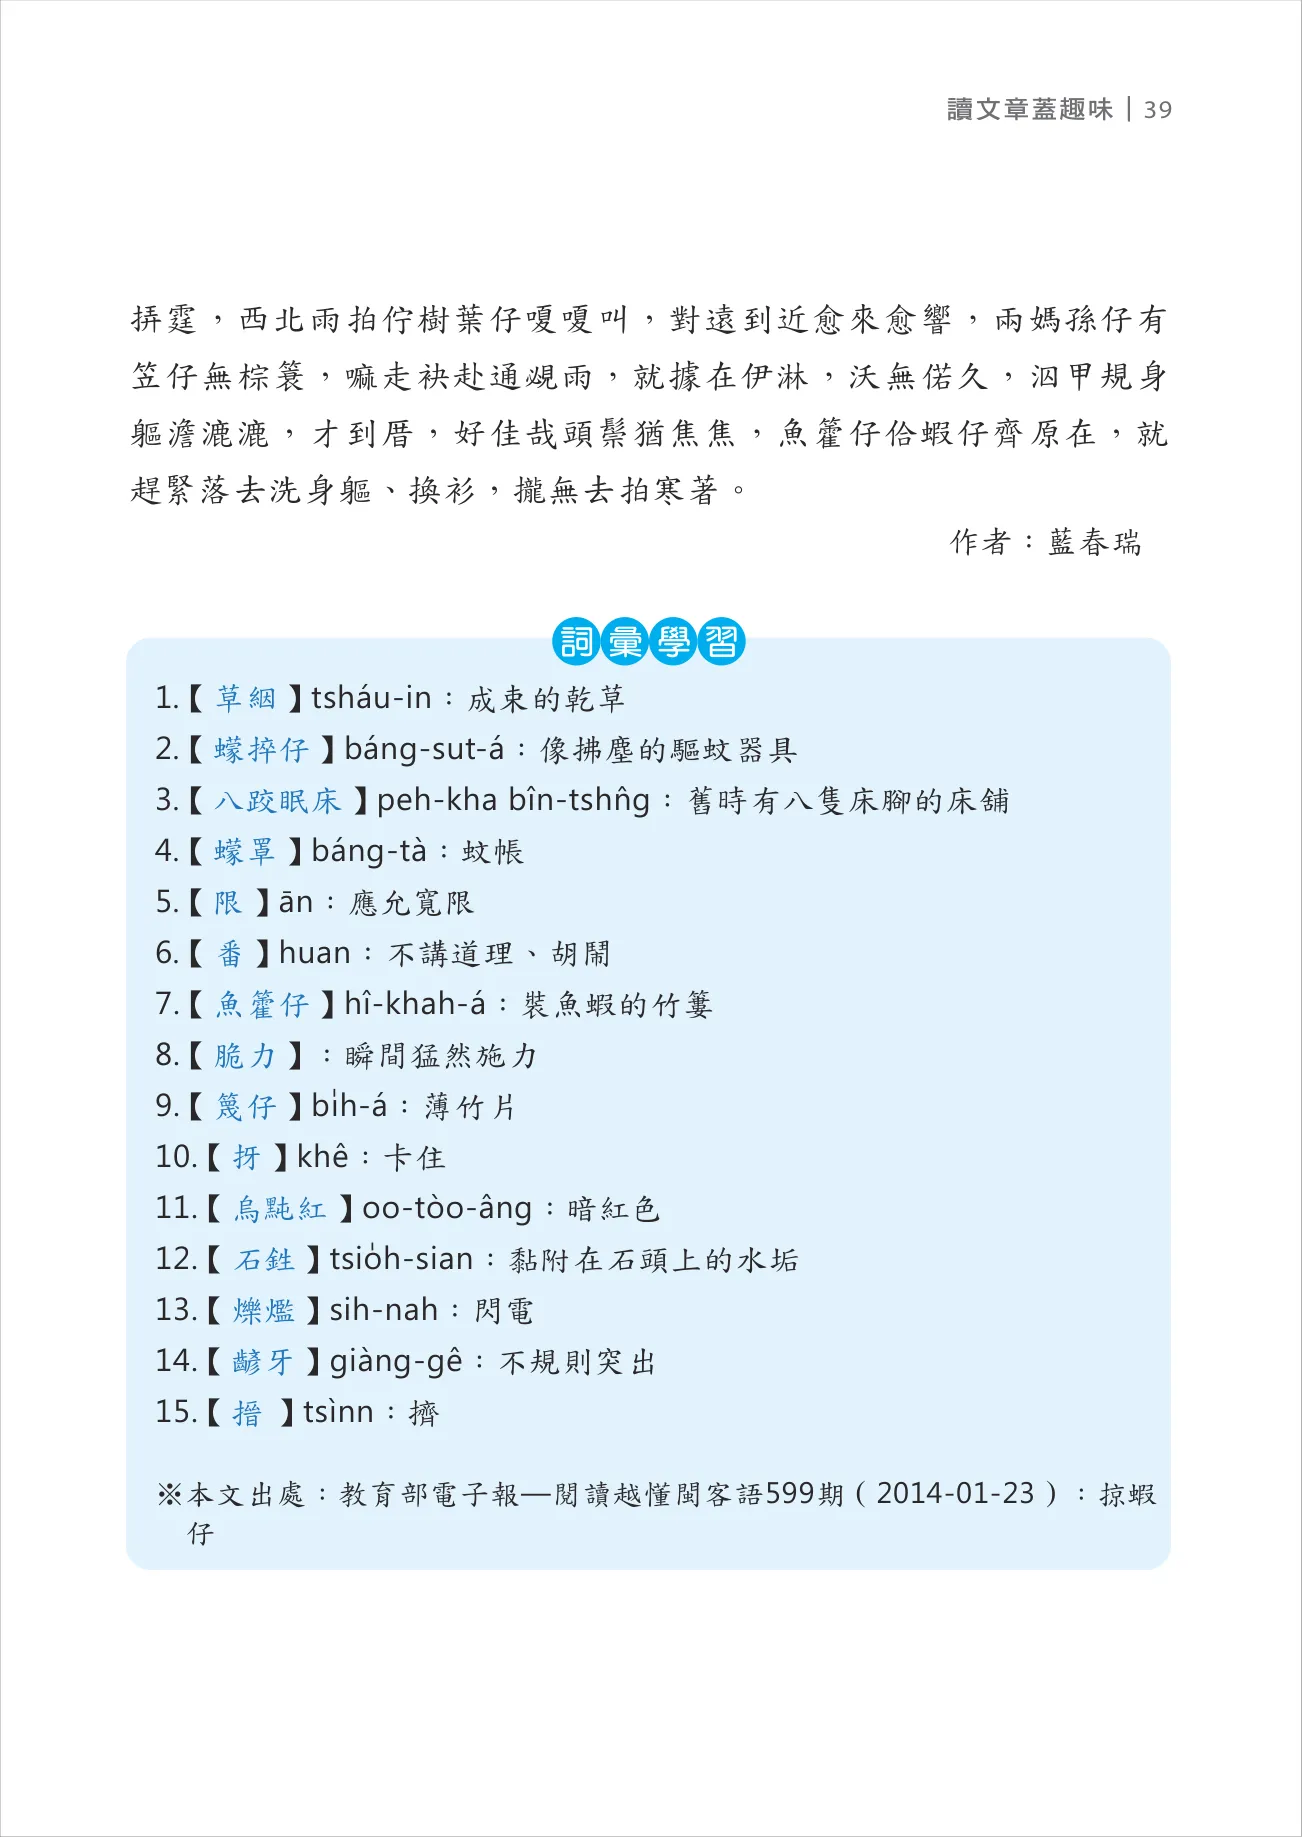 讀文章蓋趣味｜39
挵霆，西北雨拍佇樹葉仔嗄嗄叫，對遠到近愈來愈響，兩媽孫仔有
笠仔無棕簑，嘛走袂赴通覕雨，就據在伊淋，沃無偌久，泅甲規身
軀澹漉漉，才到厝，好佳哉頭鬃猶焦焦，魚籗仔佮蝦仔齊原在，就
趕緊落去洗身軀、換衫，攏無去拍寒著。
作者：藍春瑞
詞彙學習
1.【草絪】tsháu-in：成束的乾草
2.【蠓捽仔】báng-sut-á：像拂塵的驅蚊器具
3.【八跤眠床】peh-kha bîn-tshn̂g：舊時有八隻床腳的床舖
4.【蠓罩】báng-tà：蚊帳
5.【限】ān：應允寬限
6.【番】huan：不講道理、胡鬧
7.【魚籗仔】hî-khah-á：裝魚蝦的竹簍
8.【脆力】：瞬間猛然施力
9.【篾仔】bi̍h-á：薄竹片
10.【掅】khê：卡住
11.【烏黗紅】oo-tòo-âng：暗紅色
12.【石鉎】tsio̍h-sian：黏附在石頭上的水垢
13.【爍爁】sih-nah：閃電
14.【齴牙】giàng-gê：不規則突出
15.【搢】tsìnn：擠
※本文出處：教育部電子報—閱讀越懂閩客語599期（2014-01-23）：掠蝦
仔